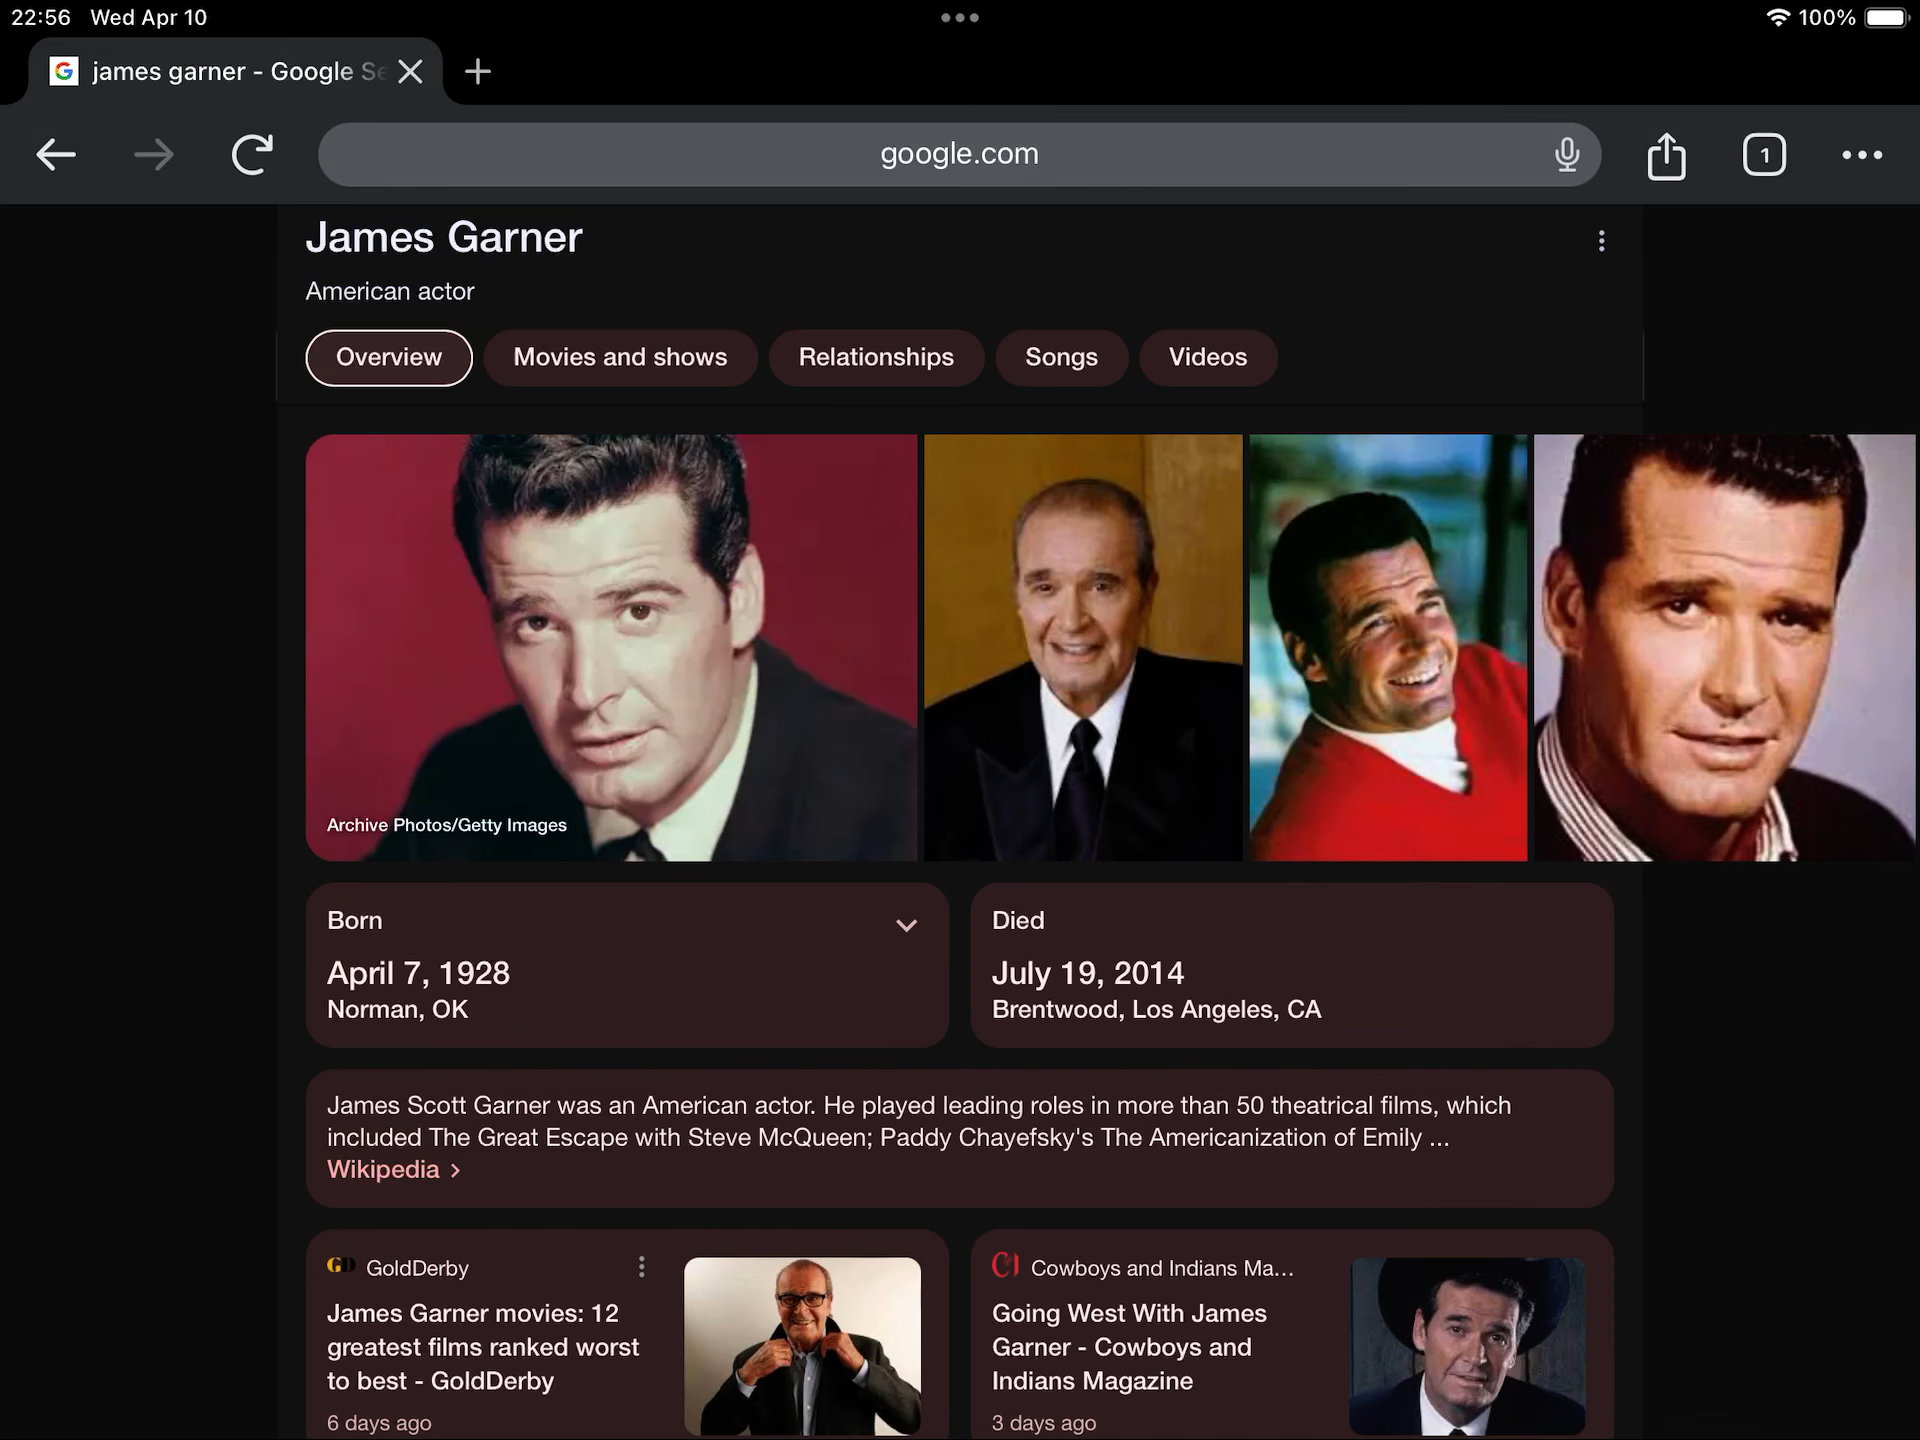 22:56 Wed Apr 10 100%
james garner - Google Se
google.com
1
James Garner
American actor
Overview Movies and shows Relationships Songs Videos
Archive Photos/Getty Images
Born
April 7, 1928
Norman, OK
Died
July 19, 2014
Brentwood, Los Angeles, CA
James Scott Garner was an American actor. He played leading roles in more than 50 theatrical films, which
included The Great Escape with Steve McQueen; Paddy Chayefsky's The Americanization of Emily ...
Wikipedia
GD GoldDerby
James Garner movies: 12
greatest films ranked worst
to best - GoldDerby
6 days ago
C&I Cowboys and Indians Ma...
Going West With James
Garner - Cowboys and
Indians Magazine
3 days ago